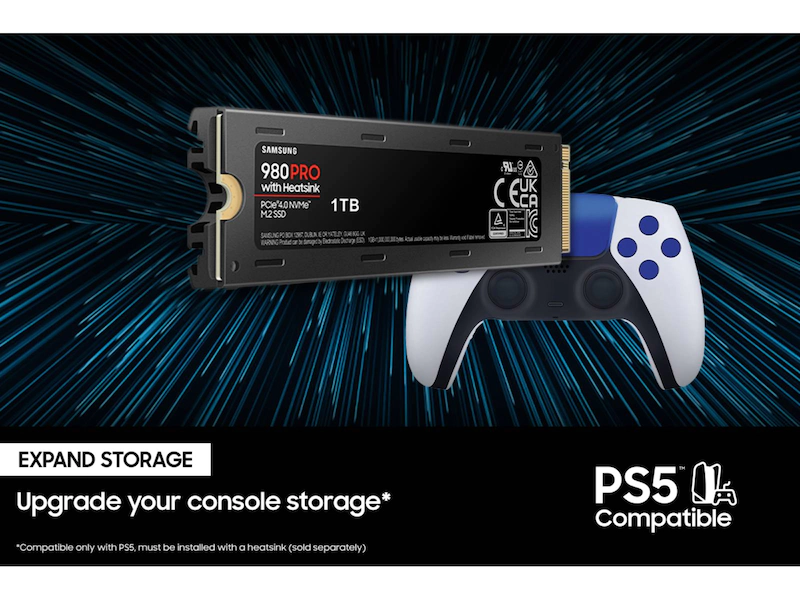 SAMSUNG
980 PRO
with Heatsink
PCIe® 4.0 NVMe™
M.2 SSD
1TB
CE
UK
CA
EXPAND STORAGE
Upgrade your console storage*
*Compatible only with PS5, must be installed with a heatsink (sold separately)
PS5™
Compatible